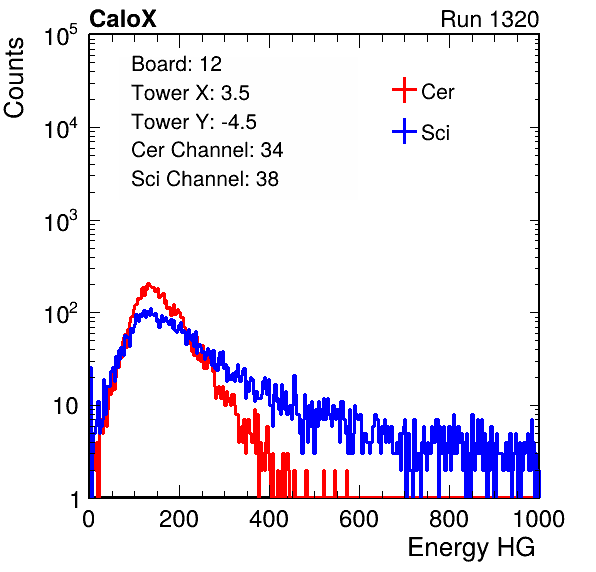 CaloX Run 1320
Counts
10^5
10^4
10^3
10^2
10
1
Board: 12
Tower X: 3.5
Tower Y: -4.5
Cer Channel: 34
Sci Channel: 38
Cer
Sci
0 200 400 600 800 1000
Energy HG